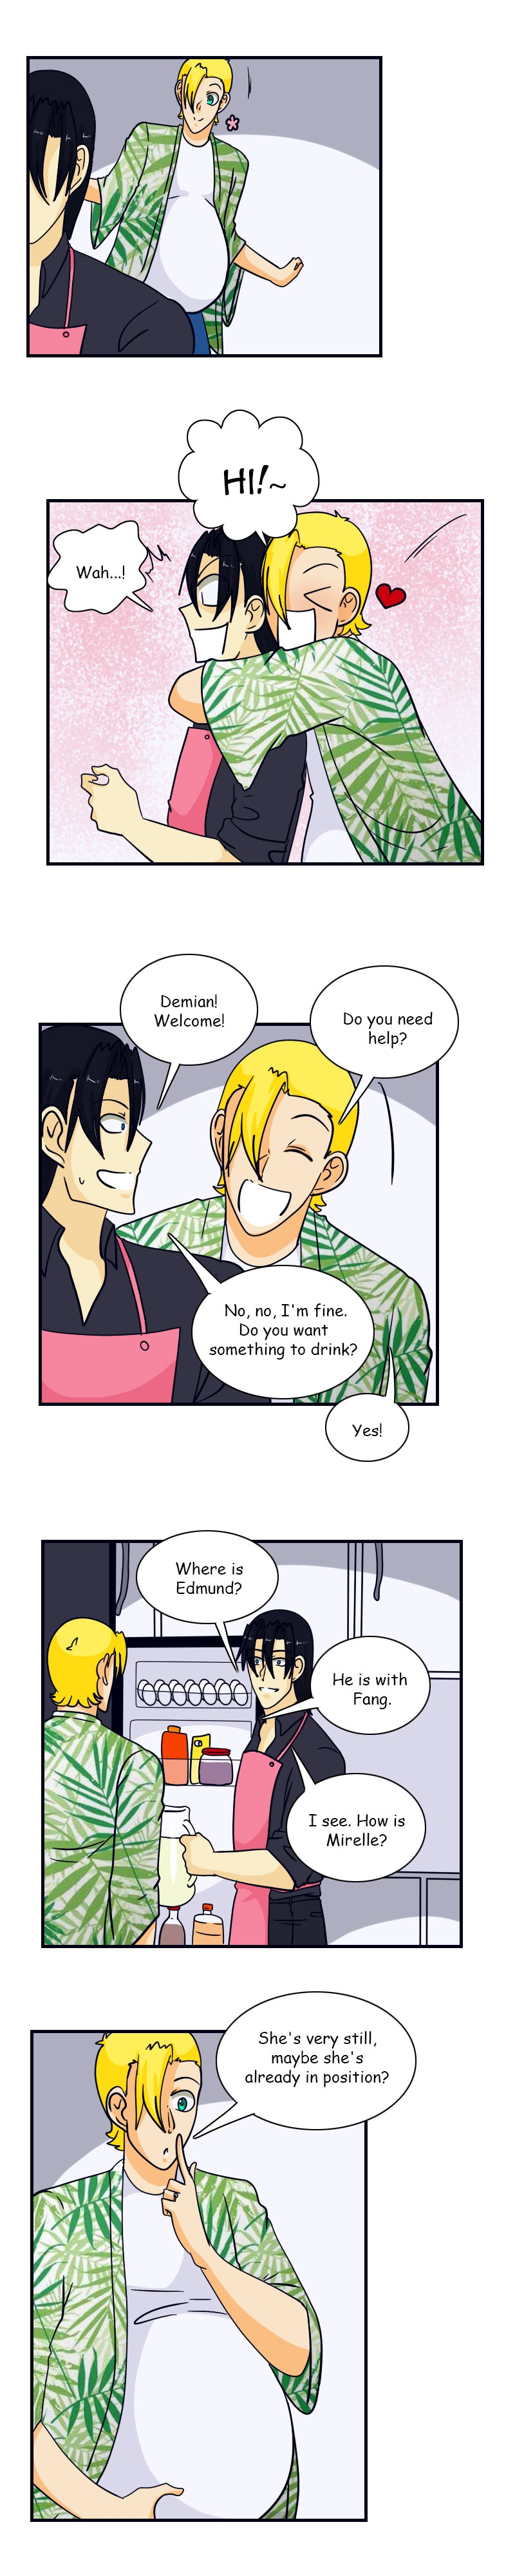 HI!~
Wah...!
Demian!
Welcome!
Do you need
help?
No, no, I'm fine.
Do you want
something to drink?
Yes!
Where is
Edmund?
He is with
Fang.
I see. How is
Mirelle?
She's very still,
maybe she's
already in position?